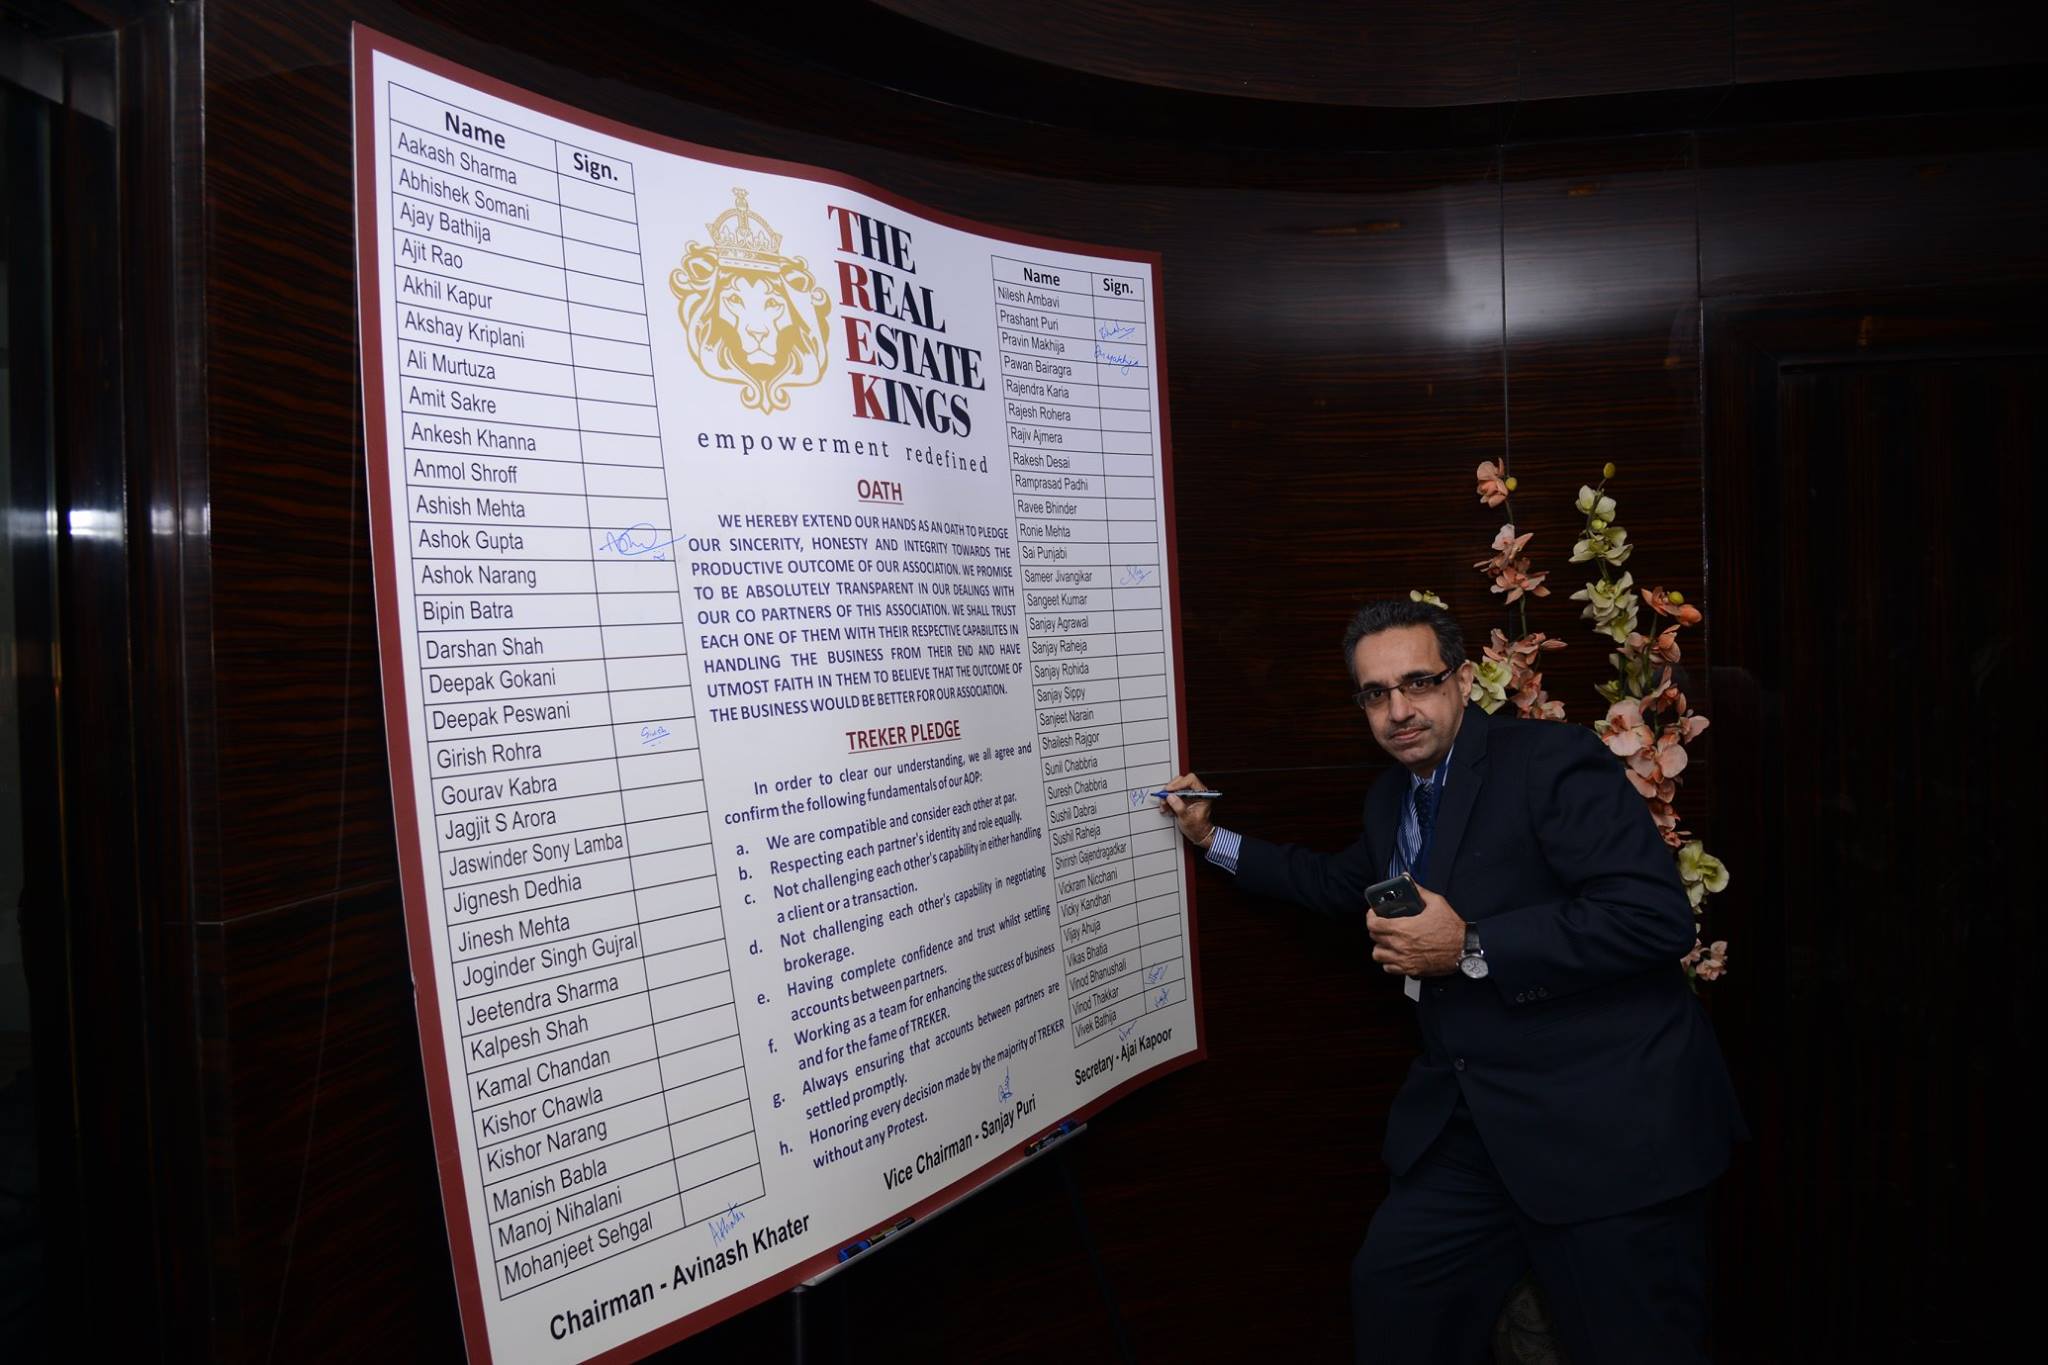 Name Sign.
Aakash Sharma
Abhishek Somani
Ajay Bathija
Ajit Rao
Akhil Kapur
Akshay Kriplani
Ali Murtuza
Amit Sakre
Ankesh Khanna
Anmol Shroff
Ashish Mehta
Ashok Gupta
Ashok Narang
Bipin Batra
Darshan Shah
Deepak Gokani
Deepak Peswani
Girish Rohra Girish
Gourav Kabra
Jagjit S Arora
Jaswinder Sony Lamba
Jignesh Dedhia
Jinesh Mehta
Joginder Singh Gujral
Jeetendra Sharma
Kalpesh Shah
Kamal Chandan
Kishor Chawla
Kishor Narang
Manish Babla
Manoj Nihalani
Mohanjeet Sehgal
THE
REAL
ESTATE
KINGS
empowerment redefined
OATH
WE HEREBY EXTEND OUR HANDS AS AN OATH TO PLEDGE
OUR SINCERITY, HONESTY AND INTEGRITY TOWARDS THE
PRODUCTIVE OUTCOME OF OUR ASSOCIATION. WE PROMISE
TO BE ABSOLUTELY TRANSPARENT IN OUR DEALINGS WITH
OUR CO PARTNERS OF THIS ASSOCIATION. WE SHALL TRUST
EACH ONE OF THEM WITH THEIR RESPECTIVE CAPABILITES IN
HANDLING THE BUSINESS FROM THEIR END AND HAVE
UTMOST FAITH IN THEM TO BELIEVE THAT THE OUTCOME OF
THE BUSINESS WOULD BE BETTER FOR OUR ASSOCIATION.
TREKER PLEDGE
In order to clear our understanding, we all agree and
confirm the following fundamentals of our AOP:
a. We are compatible and consider each other at par.
b. Respecting each partner's identity and role equally.
c. Not challenging each other's capability in either handling
a client or a transaction.
d. Not challenging each other's capability in negotiating
brokerage.
e. Having complete confidence and trust whilst settling
accounts between partners.
f. Working as a team for enhancing the success of business
and for the fame of TREKER.
g. Always ensuring that accounts between partners are
settled promptly.
h. Honoring every decision made by the majority of TREKER
without any Protest.
Name Sign.
Nilesh Ambavi
Prashant Puri
Pravin Makhija
Pawan Bairagra
Rajendra Karia
Rajesh Rohera
Rajiv Ajmera
Rakesh Desai
Ramprasad Padhi
Ravee Bhinder
Ronie Mehta
Sai Punjabi
Sameer Jivangikar
Sangeet Kumar
Sanjay Agrawal
Sanjay Raheja
Sanjay Rohida
Sanjay Sippy
Sanjeet Narain
Shailesh Rajgor
Sunil Chabbria
Suresh Chabbria
Sushil Dabrai
Sushil Raheja
Shirish Gajendragadkar
Vickram Nicchani
Vicky Kandhari
Vijay Ahuja
Vikas Bhatia
Vinod Bhanushali
Vinod Thakkar
Vivek Bathija
Chairman - Avinash Khater
Vice Chairman - Sanjay Puri
Secretary - Ajai Kapoor